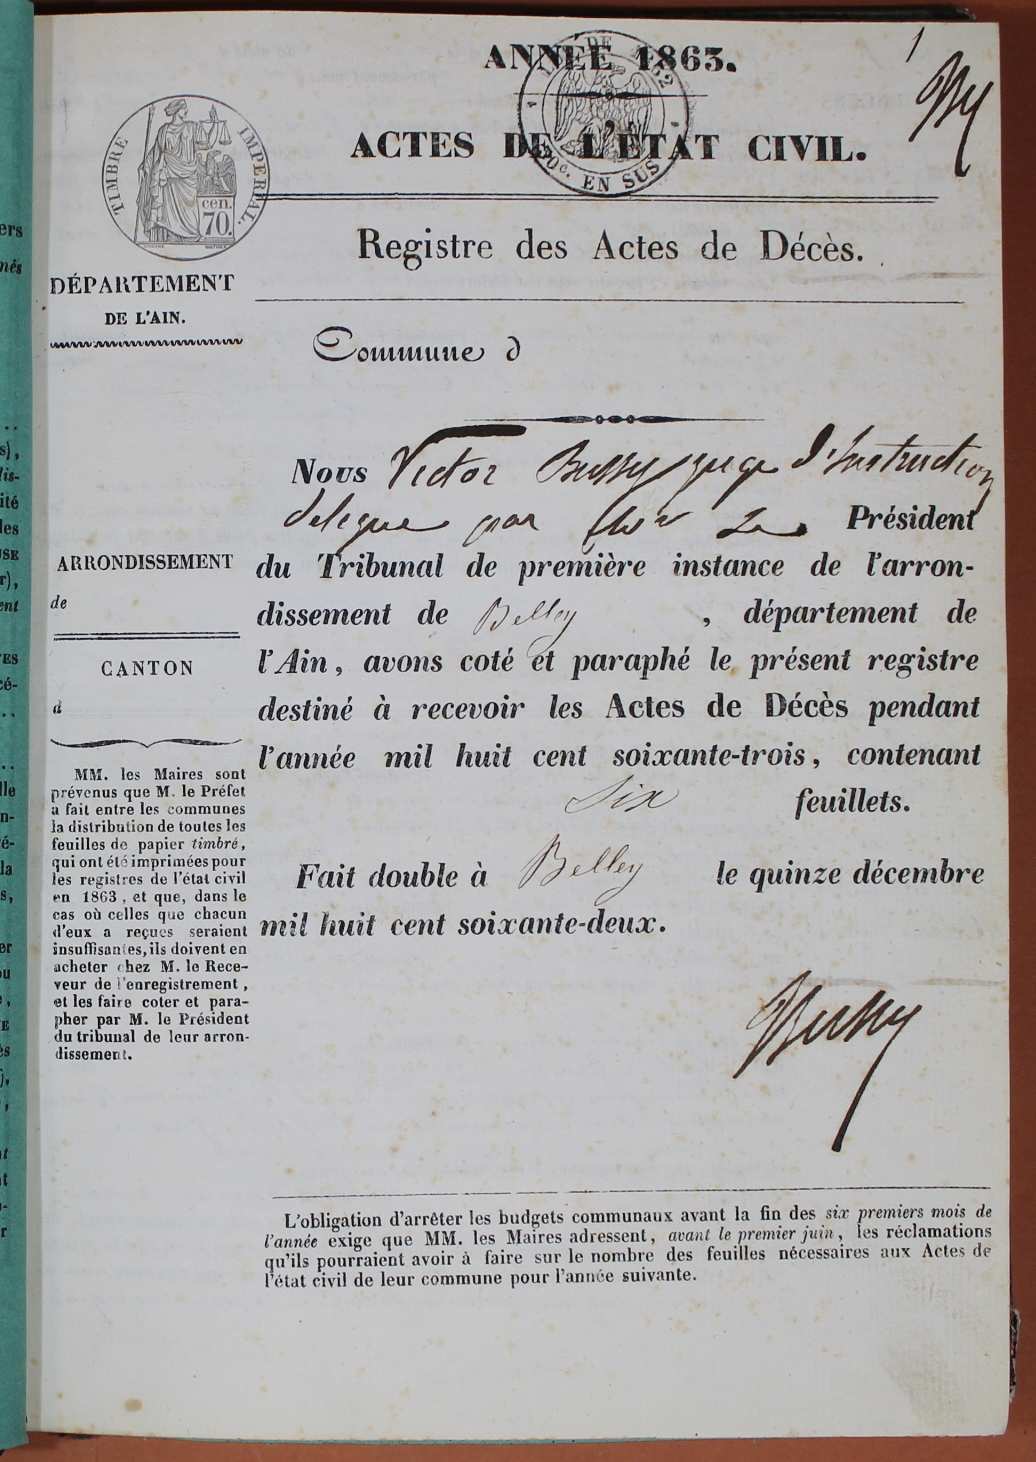 1
ANNÉE 1863.
DE
10c. EN SUS
ACTES DE L'ÉTAT CIVIL.
TIMBRE IMPÉRIAL.
cen.
70.
Registre des Actes de Décès.
DÉPARTEMENT
DE L'AIN.
Commune d
Nous Victor Bussy juge d'Instruction
délégué par Mr Le Président
du Tribunal de première instance de l'arron-
dissement de Belley, département de
l'Ain, avons coté et paraphé le présent registre
destiné à recevoir les Actes de Décès pendant
l'année mil huit cent soixante-trois, contenant
Six feuillets.
Fait double à Belley le quinze décembre
mil huit cent soixante-deux.
Bussy
ARRONDISSEMENT
de
CANTON
d
MM. les Maires sont
prévenus que M. le Préfet
a fait entre les communes
la distribution de toutes les
feuilles de papier timbré,
qui ont été imprimées pour
les registres de l'état civil
en 1863, et que, dans le
cas où celles que chacun
d'eux a reçues seraient
insuffisantes, ils doivent en
acheter chez M. le Rece-
veur de l'enregistrement,
et les faire coter et para-
pher par M. le Président
du tribunal de leur arron-
dissement.
L'obligation d'arrêter les budgets communaux avant la fin des six premiers mois de
l'année exige que MM. les Maires adressent, avant le premier juin, les réclamations
qu'ils pourraient avoir à faire sur le nombre des feuilles nécessaires aux Actes de
l'état civil de leur commune pour l'année suivante.